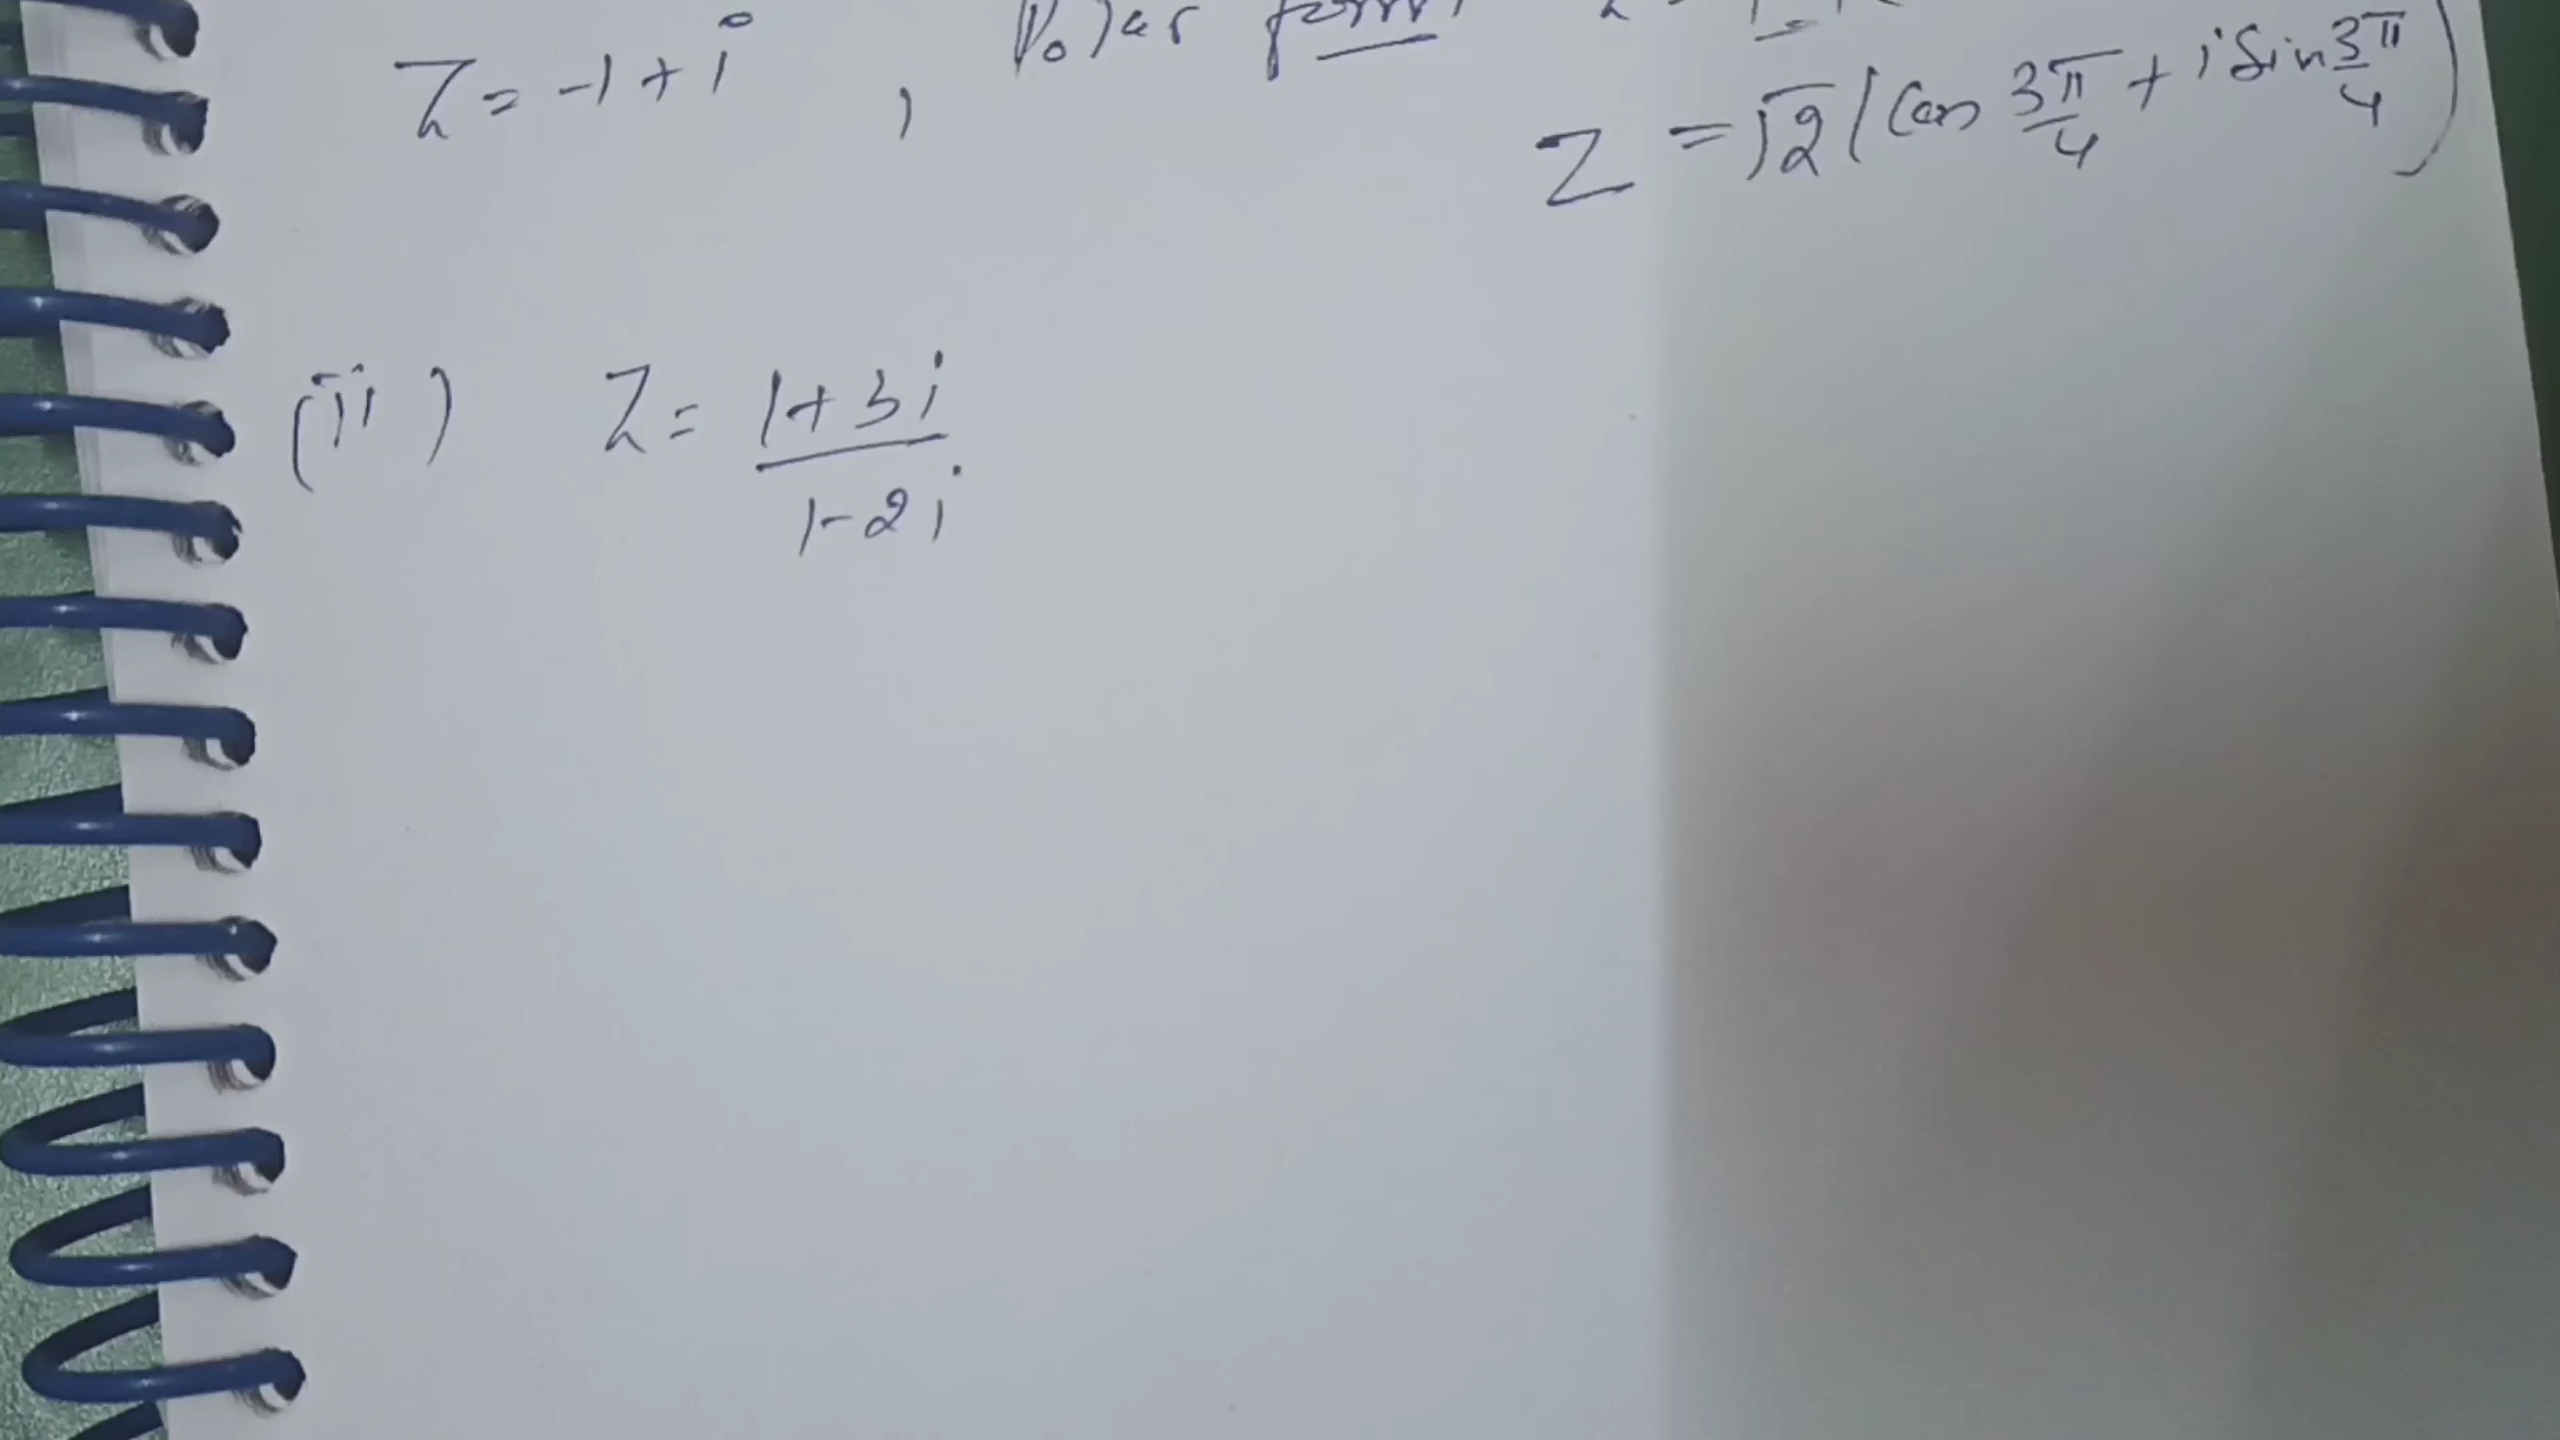 Z = -1 + i , Polar form
Z = √2 (cos 3π/4 + i Sin 3π/4)
(ii) Z = 1+3i / 1-2i